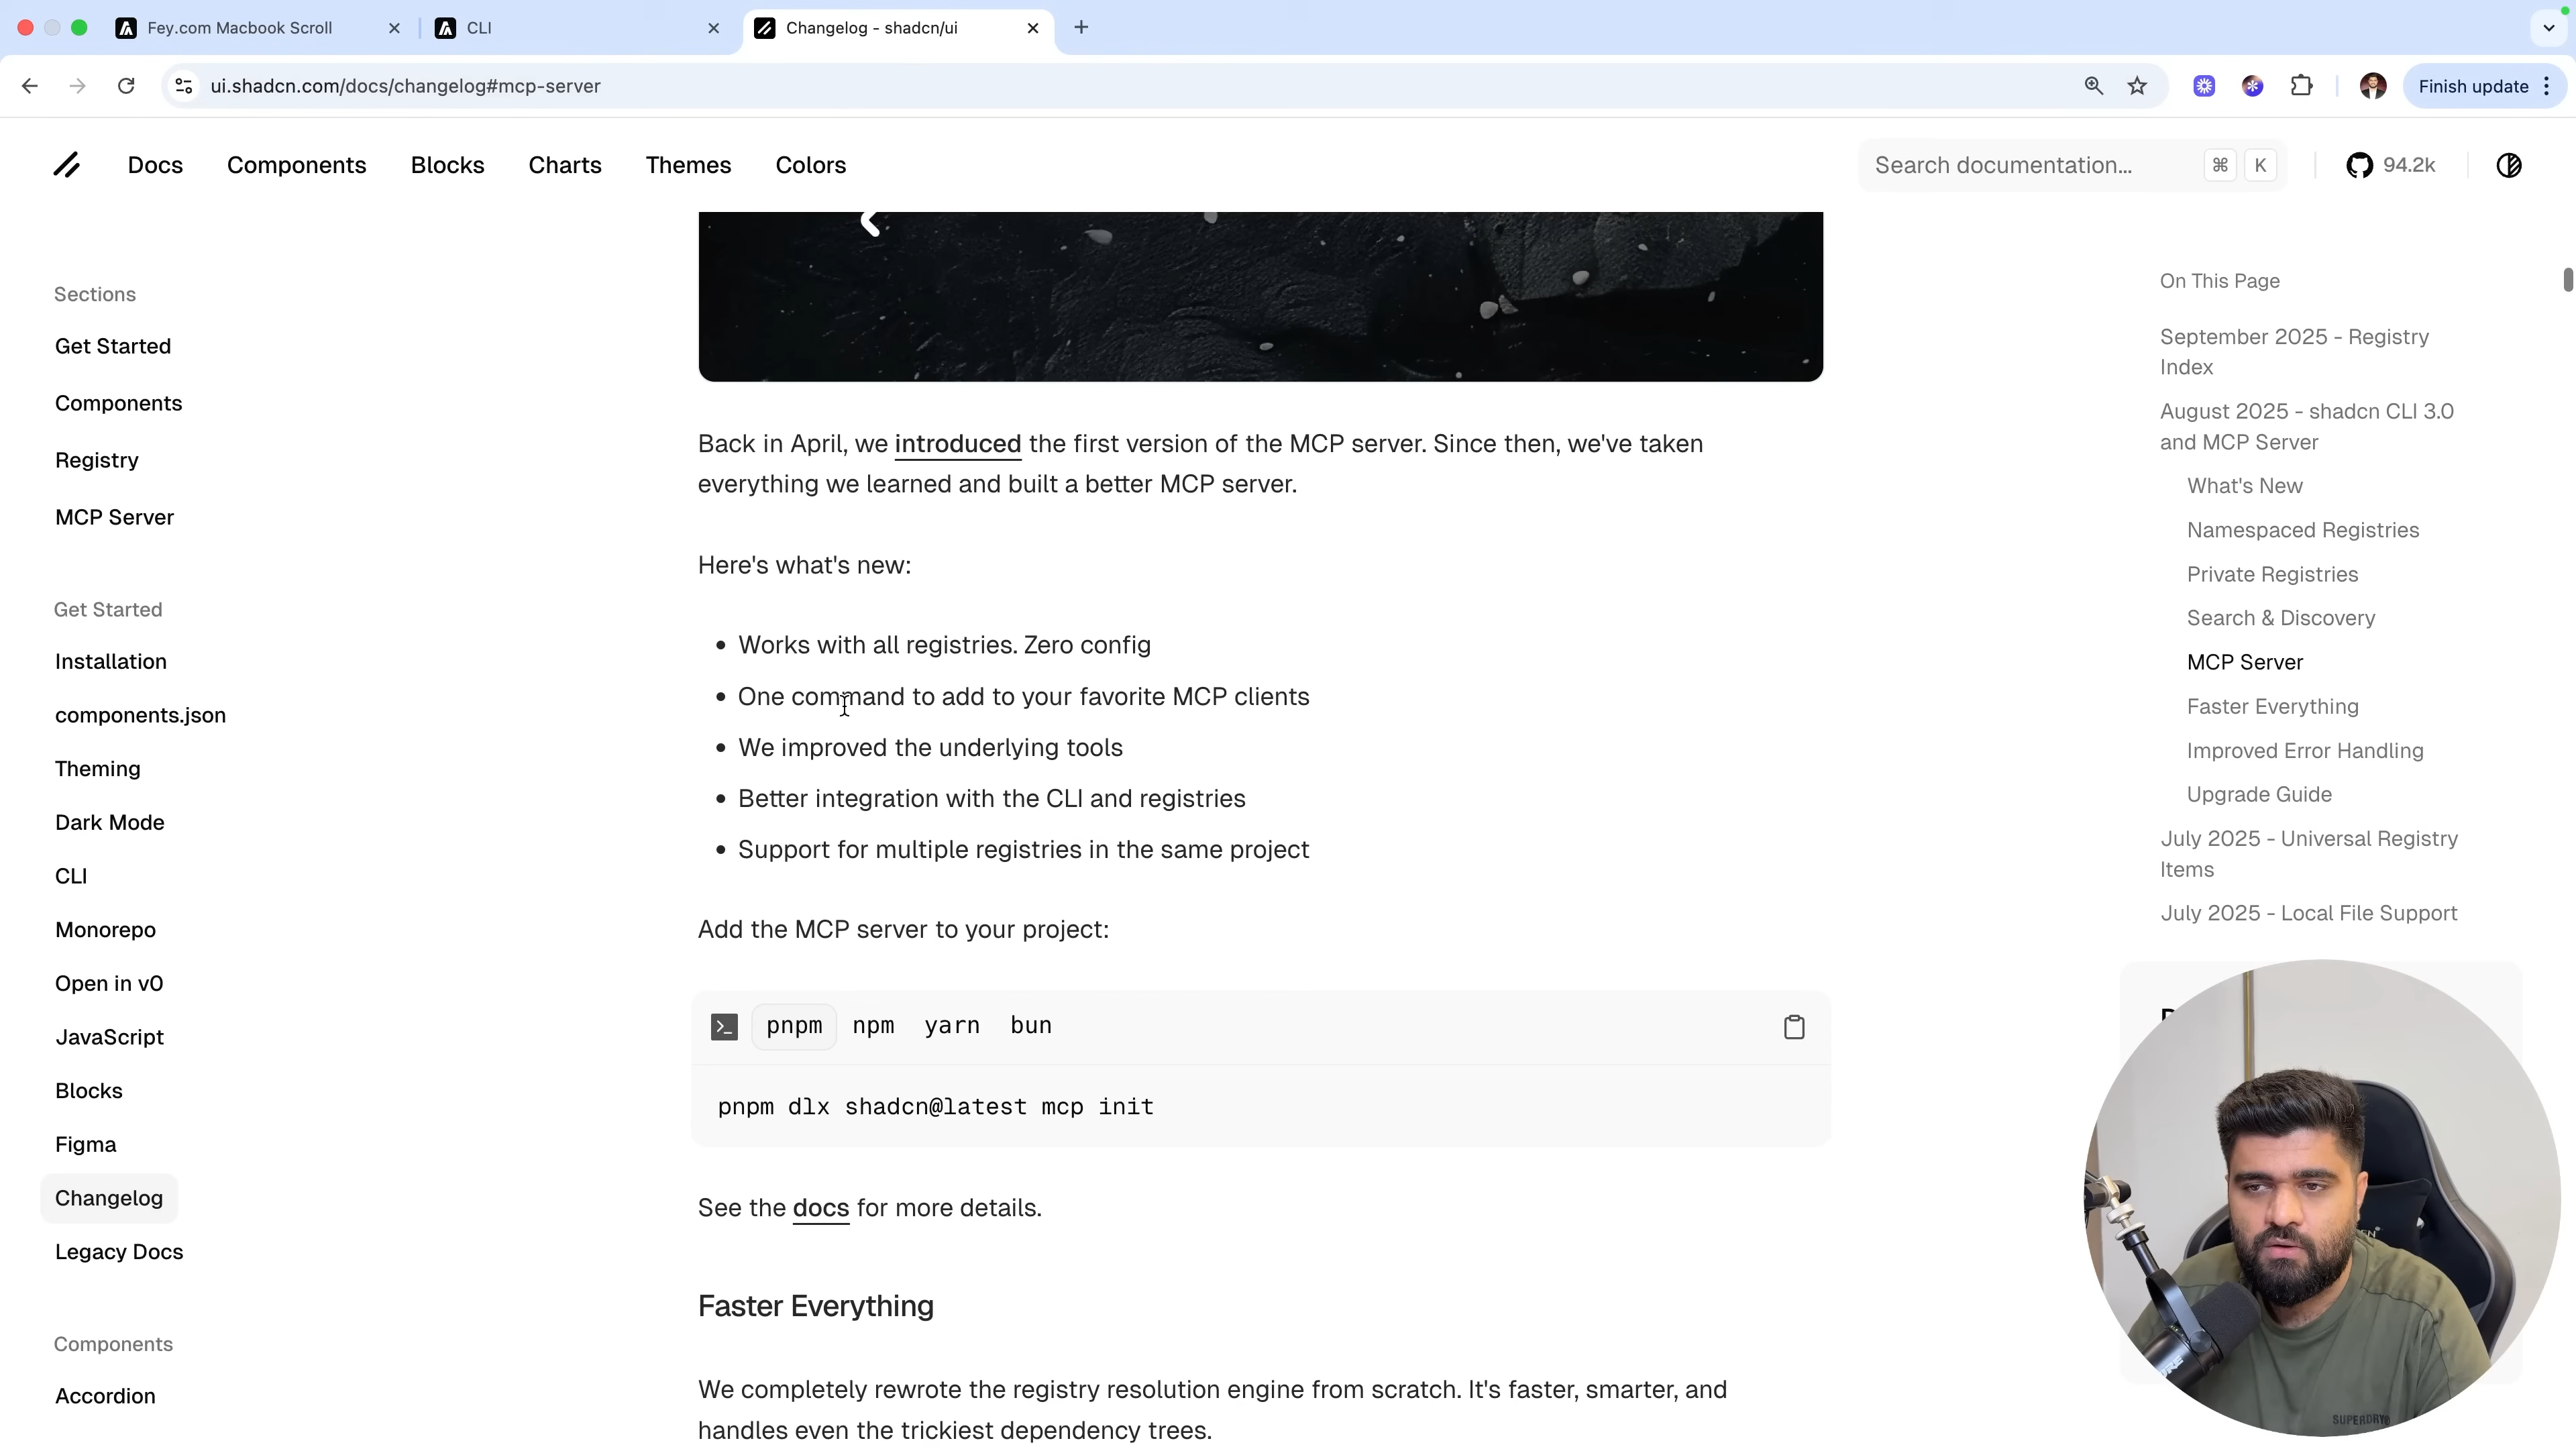 Fey.com Macbook Scroll
CLI
Changelog - shadcn/ui
ui.shadcn.com/docs/changelog#mcp-server
Finish update
Docs
Components
Blocks
Charts
Themes
Colors
Search documentation...
⌘ K
94.2k
Sections
Get Started
Components
Registry
MCP Server
Get Started
Installation
components.json
Theming
Dark Mode
CLI
Monorepo
Open in v0
JavaScript
Blocks
Figma
Changelog
Legacy Docs
Components
Accordion
Back in April, we introduced the first version of the MCP server. Since then, we've taken
everything we learned and built a better MCP server.
Here's what's new:
• Works with all registries. Zero config
• One command to add to your favorite MCP clients
• We improved the underlying tools
• Better integration with the CLI and registries
• Support for multiple registries in the same project
Add the MCP server to your project:
pnpm npm yarn bun
pnpm dlx shadcn@latest mcp init
See the docs for more details.
Faster Everything
We completely rewrote the registry resolution engine from scratch. It's faster, smarter, and
handles even the trickiest dependency trees.
On This Page
September 2025 - Registry
Index
August 2025 - shadcn CLI 3.0
and MCP Server
What's New
Namespaced Registries
Private Registries
Search & Discovery
MCP Server
Faster Everything
Improved Error Handling
Upgrade Guide
July 2025 - Universal Registry
Items
July 2025 - Local File Support
SUPERDRY